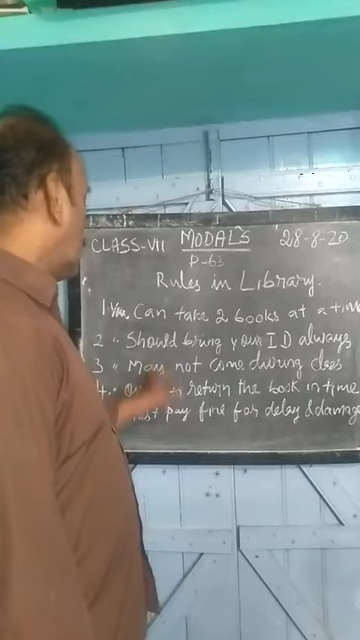 CLASS-VII MODALS 28-8-20
P-63
Rules in Library.
1. You Can take 2 books at a time
2 " Should bring your ID always
3 " May not come during class
4. " return the book in time
pay fine for delay & damage